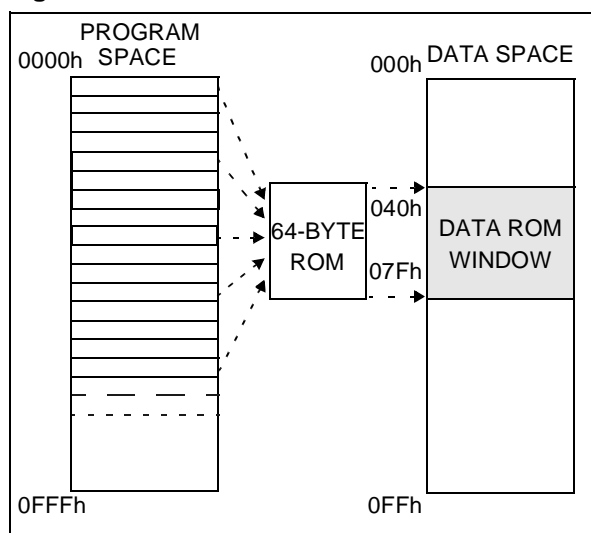 PROGRAM
SPACE
0000h
000h
DATA SPACE
64-BYTE
ROM
040h
07Fh
DATA ROM
WINDOW
0FFFh
0FFh